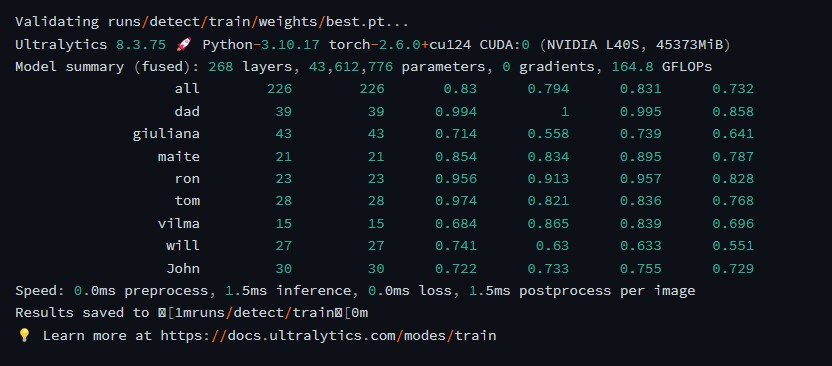 Validating runs/detect/train/weights/best.pt...
Ultralytics 8.3.75 🚀 Python-3.10.17 torch-2.6.0+cu124 CUDA:0 (NVIDIA L40S, 45373MiB)
Model summary (fused): 268 layers, 43,612,776 parameters, 0 gradients, 164.8 GFLOPs
all 226 226 0.83 0.794 0.831 0.732
dad 39 39 0.994 1 0.995 0.858
giuliana 43 43 0.714 0.558 0.739 0.641
maite 21 21 0.854 0.834 0.895 0.787
ron 23 23 0.956 0.913 0.957 0.828
tom 28 28 0.974 0.821 0.836 0.768
vilma 15 15 0.684 0.865 0.839 0.696
will 27 27 0.741 0.63 0.633 0.551
John 30 30 0.722 0.733 0.755 0.729
Speed: 0.0ms preprocess, 1.5ms inference, 0.0ms loss, 1.5ms postprocess per image
Results saved to [1mruns/detect/train[0m
💡 Learn more at https://docs.ultralytics.com/modes/train